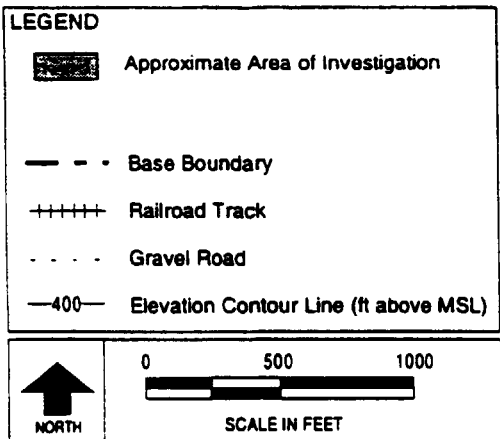 LEGEND
Approximate Area of Investigation
Base Boundary
Railroad Track
Gravel Road
—400— Elevation Contour Line (ft above MSL)
0 500 1000
NORTH
SCALE IN FEET